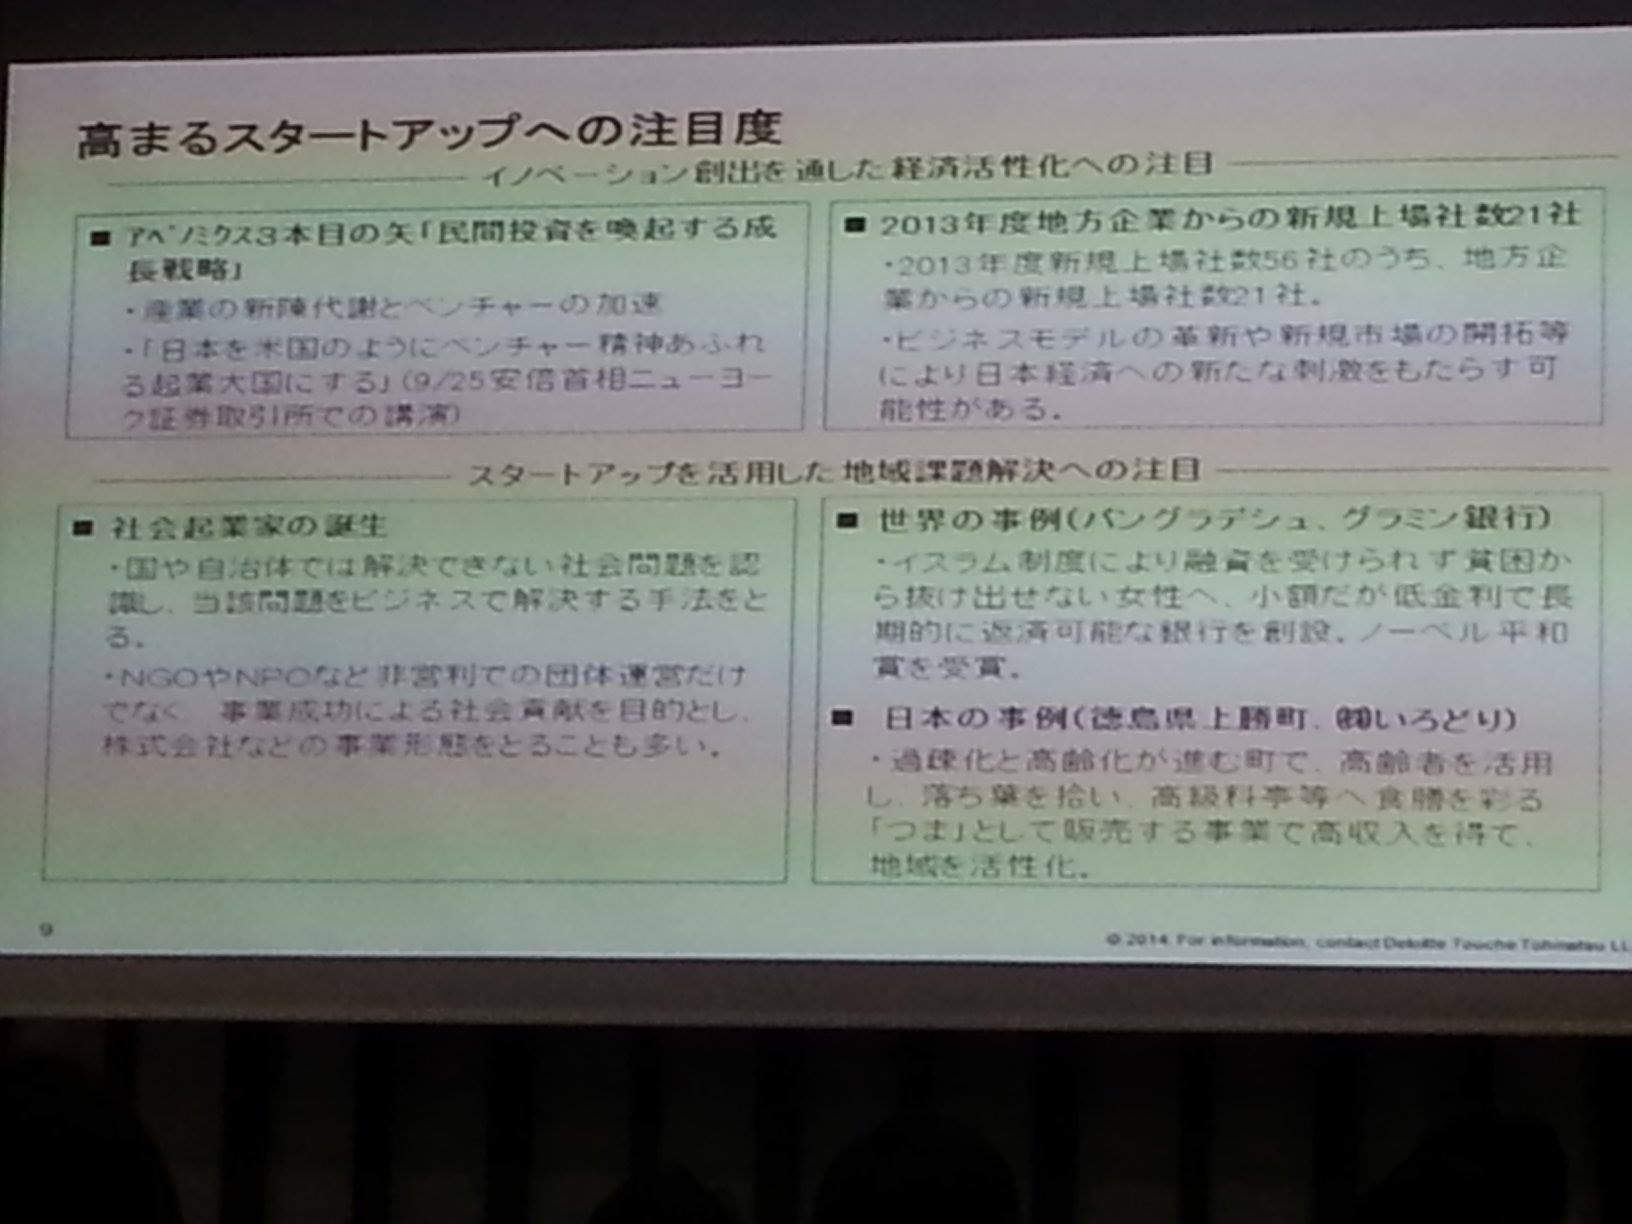 高まるスタートアップへの注目度
イノベーション創出を通した経済活性化への注目
■ ｱﾍﾞﾉﾐｸｽ3本目の矢「民間投資を喚起する成
長戦略」
・産業の新陳代謝とベンチャーの加速
・「日本を米国のようにベンチャー精神あふれ
る起業大国にする」(9/25安倍首相ニューヨー
ク証券取引所での講演)
■ 2013年度地方企業からの新規上場社数21社
・2013年度新規上場社数56社のうち、地方企
業からの新規上場社数21社。
・ビジネスモデルの革新や新規市場の開拓等
により日本経済への新たな刺激をもたらす可
能性がある。
スタートアップを活用した地域課題解決への注目
■ 社会起業家の誕生
・国や自治体では解決できない社会問題を認
識し、当該問題をビジネスで解決する手法をと
る。
・NGOやNPOなど非営利での団体運営だけ
でなく、事業成功による社会貢献を目的とし、
株式会社などの事業形態をとることも多い。
■ 世界の事例(バングラデシュ、グラミン銀行)
・イスラム制度により融資を受けられず貧困か
ら抜け出せない女性へ、小額だが低金利で長
期的に返済可能な銀行を創設。ノーベル平和
賞を受賞。
■ 日本の事例(徳島県上勝町、㈱いろどり)
・過疎化と高齢化が進む町で、高齢者を活用
し、落ち葉を拾い、高級料亭等へ食膳を彩る
「つま」として販売する事業で高収入を得て、
地域を活性化。
9
© 2014. For information, contact Deloitte Touche Tohmatsu LL